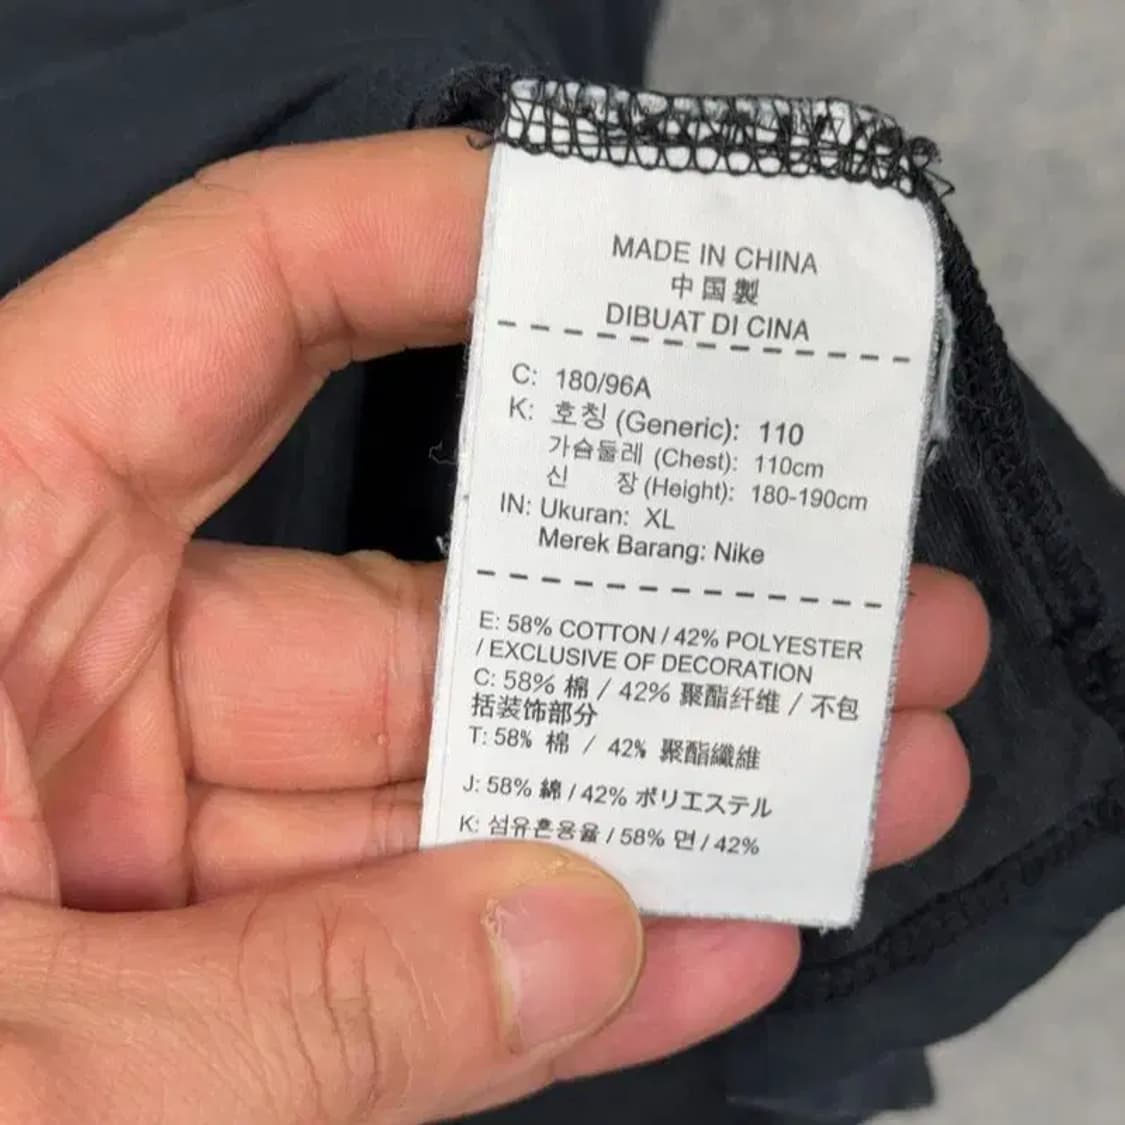 MADE IN CHINA
中国製
DIBUAT DI CINA
C: 180/96A
K: 호칭 (Generic): 110
가슴둘레 (Chest): 110cm
신 장 (Height): 180-190cm
IN: Ukuran: XL
Merek Barang: Nike
E: 58% COTTON / 42% POLYESTER
/ EXCLUSIVE OF DECORATION
C: 58% 棉 / 42% 聚酯纤维 / 不包
括装饰部分
T: 58% 棉 / 42% 聚酯纖維
J: 58% 綿 / 42% ポリエステル
K: 섬유혼용율 / 58% 면 / 42%